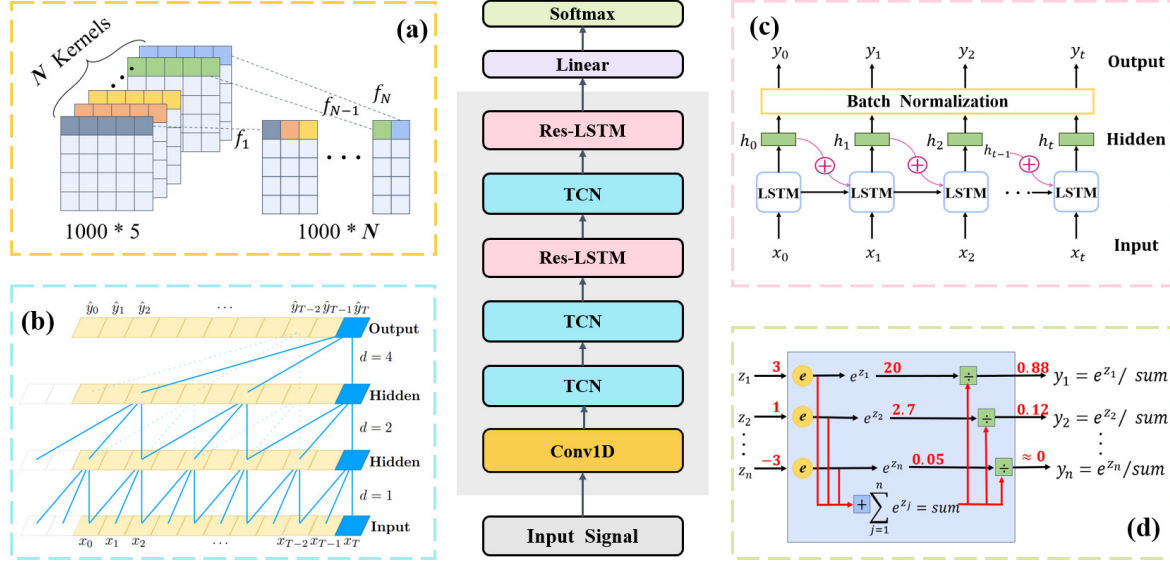 (a)
N Kernels
f_1
f_{N-1}
f_N
1000 * 5
1000 * N
(b)
ŷ_0 ŷ_1 ŷ_2 ... ŷ_{T-2} ŷ_{T-1} ŷ_T
Output
d = 4
Hidden
d = 2
Hidden
d = 1
Input
x_0 x_1 x_2 ... x_{T-2} x_{T-1} x_T
Softmax
Linear
Res-LSTM
TCN
Res-LSTM
TCN
TCN
Conv1D
Input Signal
(c)
y_0 y_1 y_2 y_t Output
Batch Normalization
h_0 h_1 h_2 h_{t-1} h_t Hidden
+ + +
LSTM LSTM LSTM ... LSTM
x_0 x_1 x_2 x_t Input
z_1 3 e e^{z_1} 20 ÷ 0.88 y_1 = e^{z_1}/ sum
z_2 1 e e^{z_2} 2.7 ÷ 0.12 y_2 = e^{z_2}/ sum
⋮ ⋮
z_n −3 e e^{z_n} 0.05 ÷ ≈ 0 y_n = e^{z_n}/sum
+ ∑_{j=1}^{n} e^{z_j} = sum
(d)